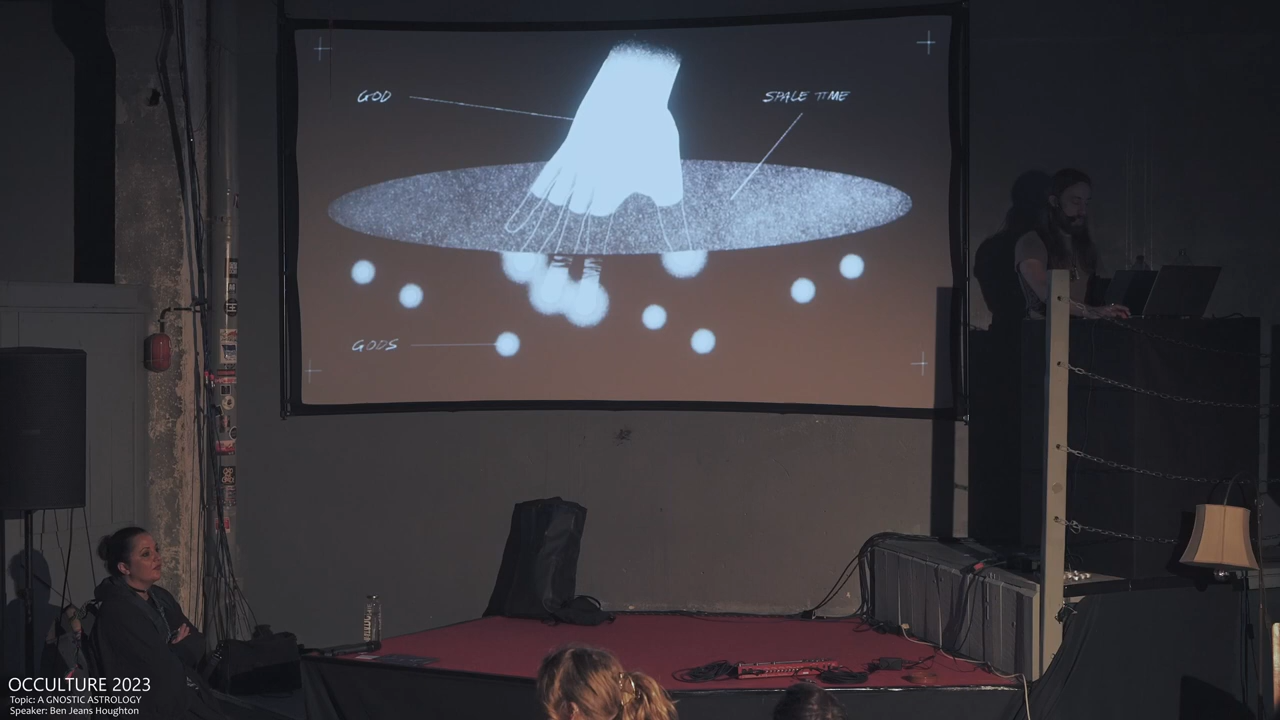 GOD
SPACE TIME
GODS
OCCULTURE 2023
Topic: A GNOSTIC ASTROLOGY
Speaker: Ben Jeans Houghton